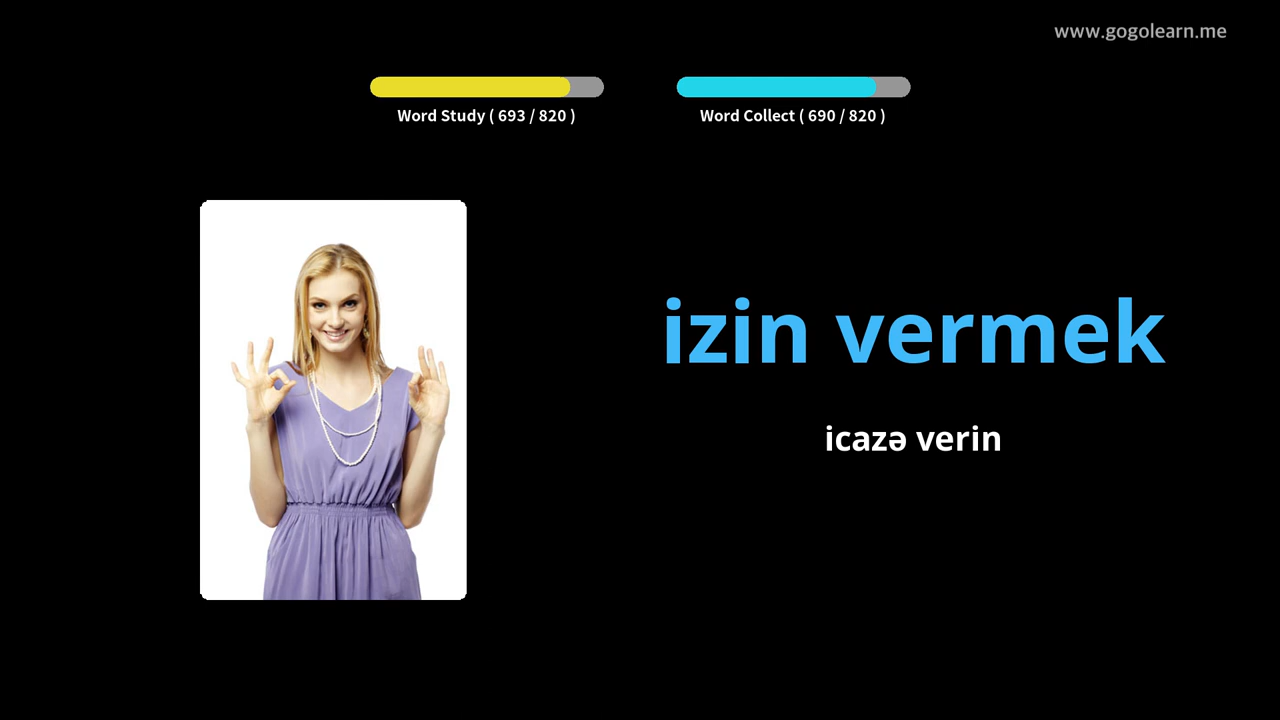 www.gogolearn.me
Word Study ( 693 / 820 )
Word Collect ( 690 / 820 )
izin vermek
icazə verin